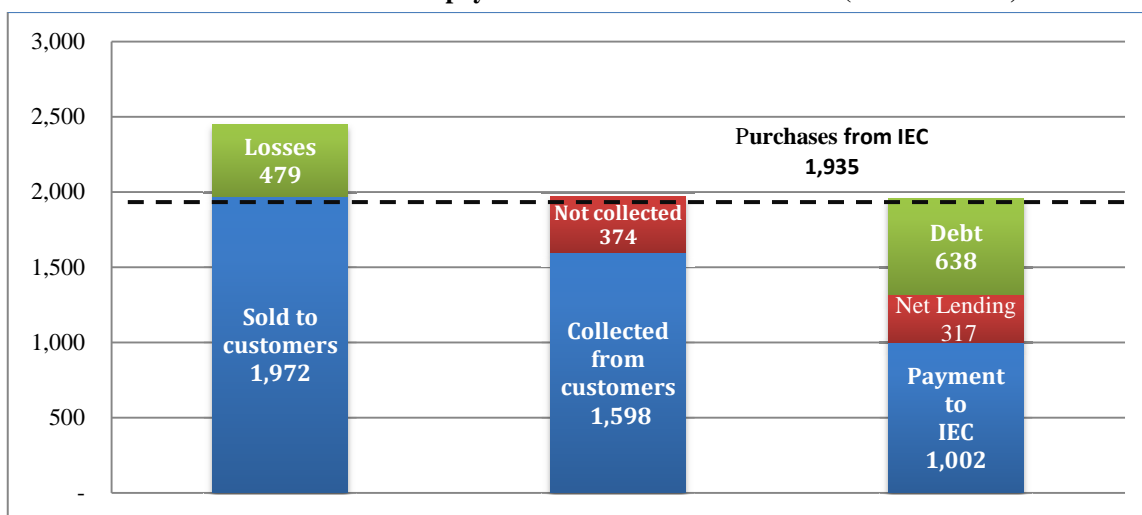 3,000
2,500
2,000
1,500
1,000
500
-
Losses
479
Sold to
customers
1,972
Not collected
374
Collected
from
customers
1,598
Purchases from IEC
1,935
Debt
638
Net Lending
317
Payment
to
IEC
1,002